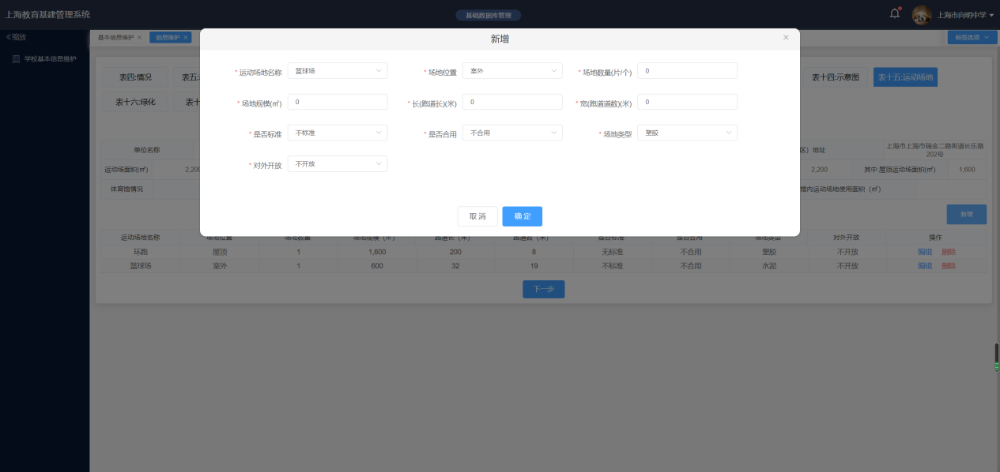 上海教育基建管理系统
基础数据库管理
上海市向明中学
缩放
基本信息维护 ×
信息维护 ×
标签选项
学校基本信息维护
新增
×
* 运动场地名称 篮球场
* 场地位置 室外
* 场地数量(片/个) 0
* 场地规模(㎡) 0
* 长(跑道长)(米) 0
* 宽(跑道道数)(米) 0
* 是否标准 不标准
* 是否合用 不合用
* 场地类型 塑胶
* 对外开放 不开放
取 消
确 定
表四:情况
表五:
表十四:示意图
表十五:运动场地
表十六:绿化
表十
单位名称
区）地址
上海市上海市瑞金二路街道长乐路202号
运动场面积(㎡)
2,200
2,200
其中 屋顶运动场面积(㎡)
1,600
体育馆情况
馆内运动场地使用面积（㎡）
新增
运动场地名称 场地位置 场地数量 场地规模（㎡） 跑道长（米） 跑道数（米） 是否标准 是否合用 场地类型 对外开放 操作
环跑 屋顶 1 1,600 200 8 无标准 不合用 塑胶 不开放 编辑 删除
篮球场 室外 1 600 32 19 不标准 不合用 水泥 不开放 编辑 删除
下一步